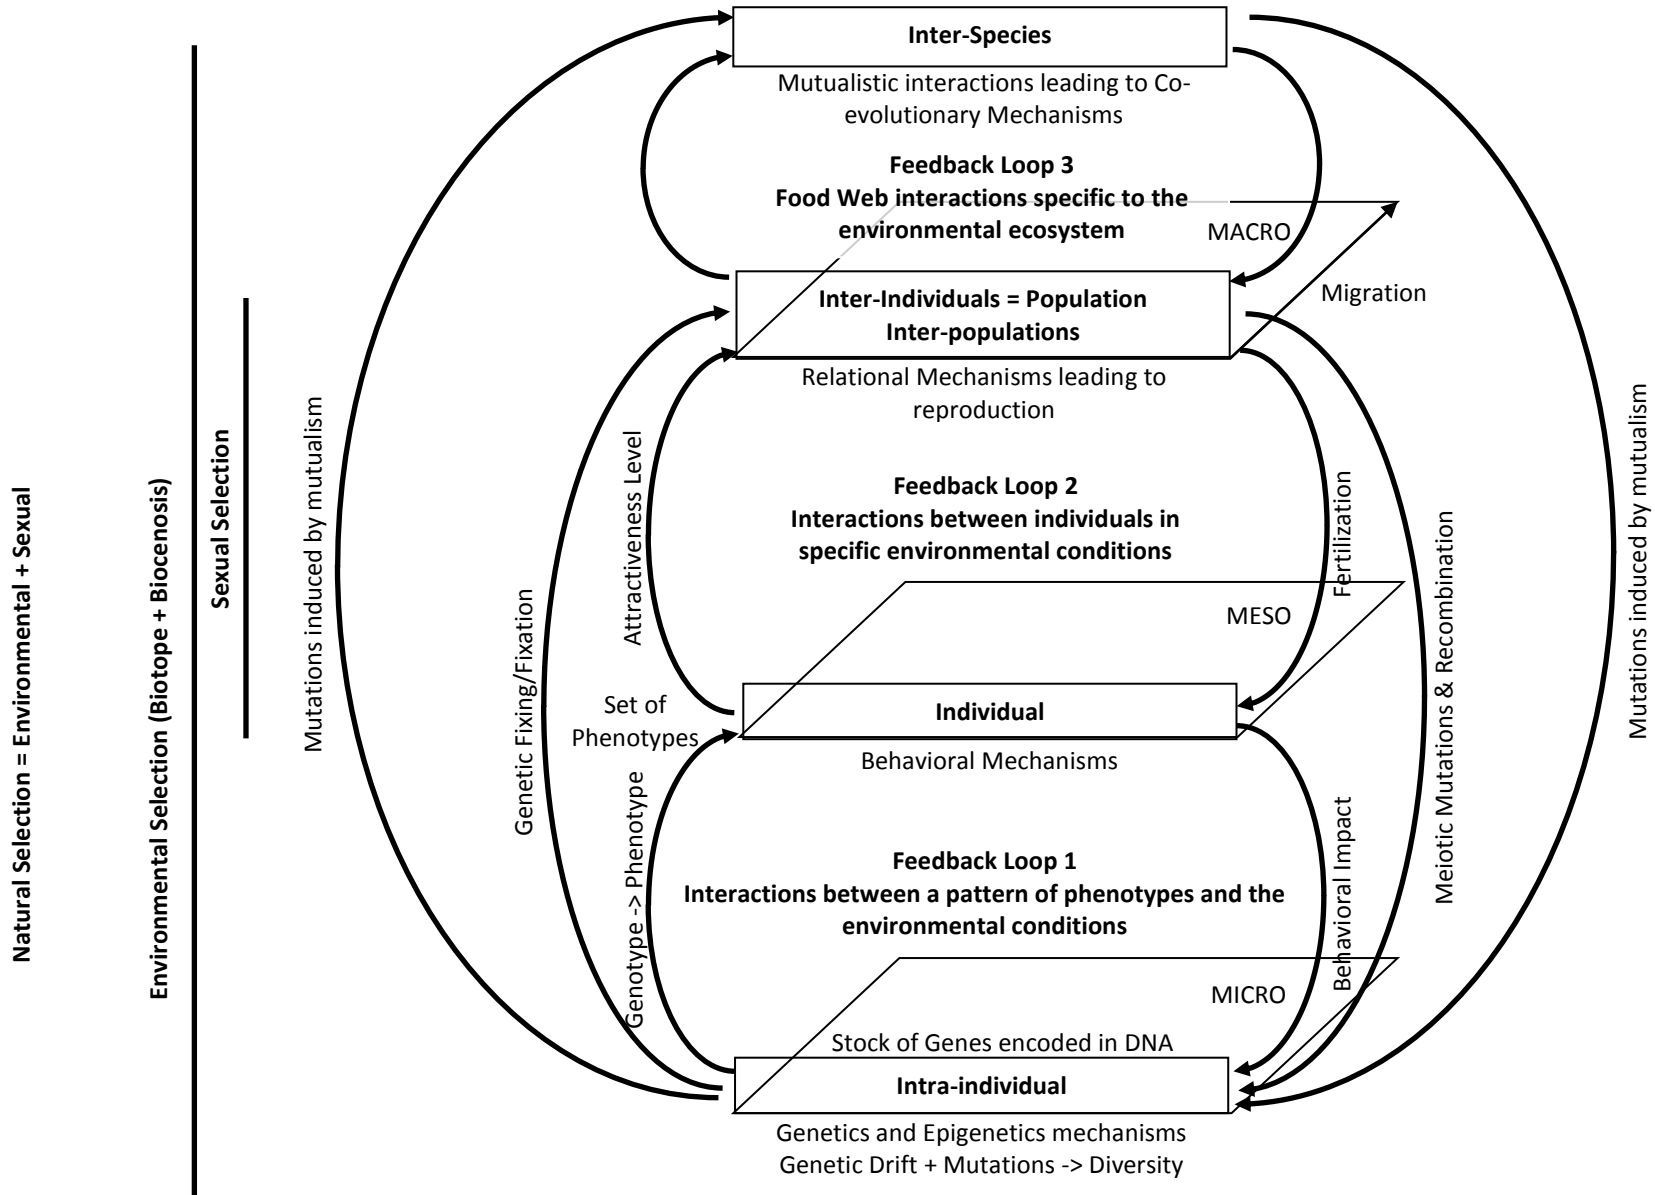 Inter-Species
Mutualistic interactions leading to Co-
evolutionary Mechanisms
Feedback Loop 3
Food Web interactions specific to the
environmental ecosystem
MACRO
Inter-Individuals = Population
Inter-populations
Migration
Relational Mechanisms leading to
reproduction
Feedback Loop 2
Interactions between individuals in
specific environmental conditions
MESO
Set of
Phenotypes
Individual
Behavioral Mechanisms
Feedback Loop 1
Interactions between a pattern of phenotypes and the
environmental conditions
MICRO
Stock of Genes encoded in DNA
Intra-individual
Genetics and Epigenetics mechanisms
Genetic Drift + Mutations -> Diversity
Natural Selection = Environmental + Sexual
Environmental Selection (Biotope + Biocenosis)
Sexual Selection
Mutations induced by mutualism
Genetic Fixing/Fixation
Attractiveness Level
Genotype -> Phenotype
Fertilization
Behavioral Impact
Meiotic Mutations & Recombination
Mutations induced by mutualism